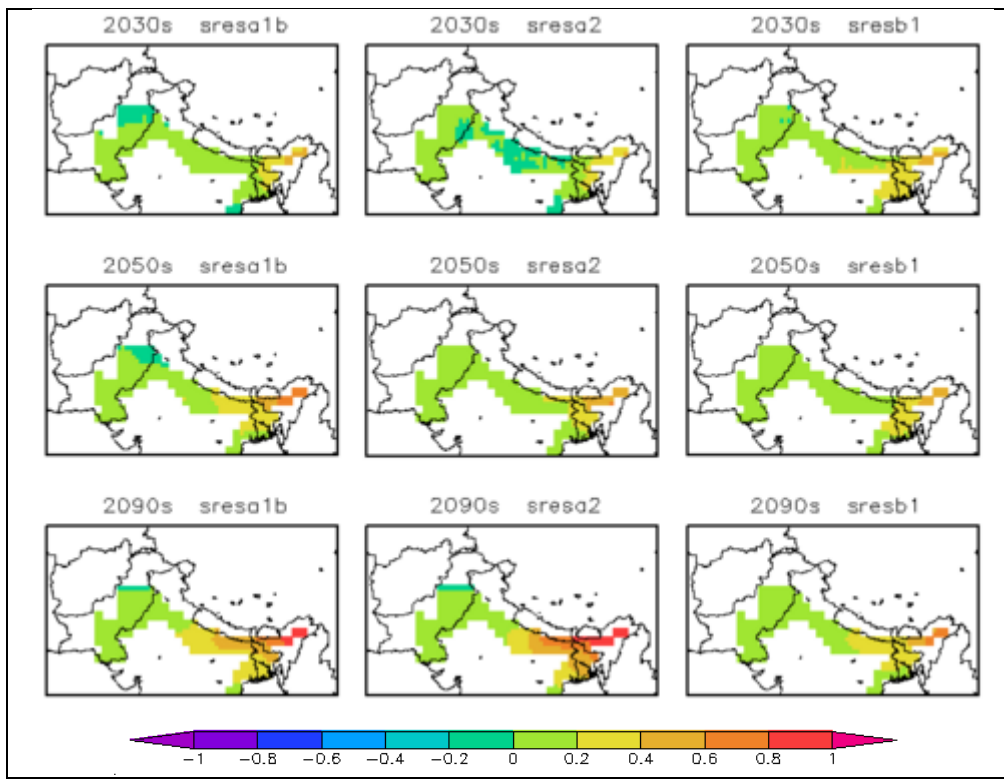 2030s sresa1b
2030s sresa2
2030s sresb1
2050s sresa1b
2050s sresa2
2050s sresb1
2090s sresa1b
2090s sresa2
2090s sresb1
-1 -0.8 -0.6 -0.4 -0.2 0 0.2 0.4 0.6 0.8 1